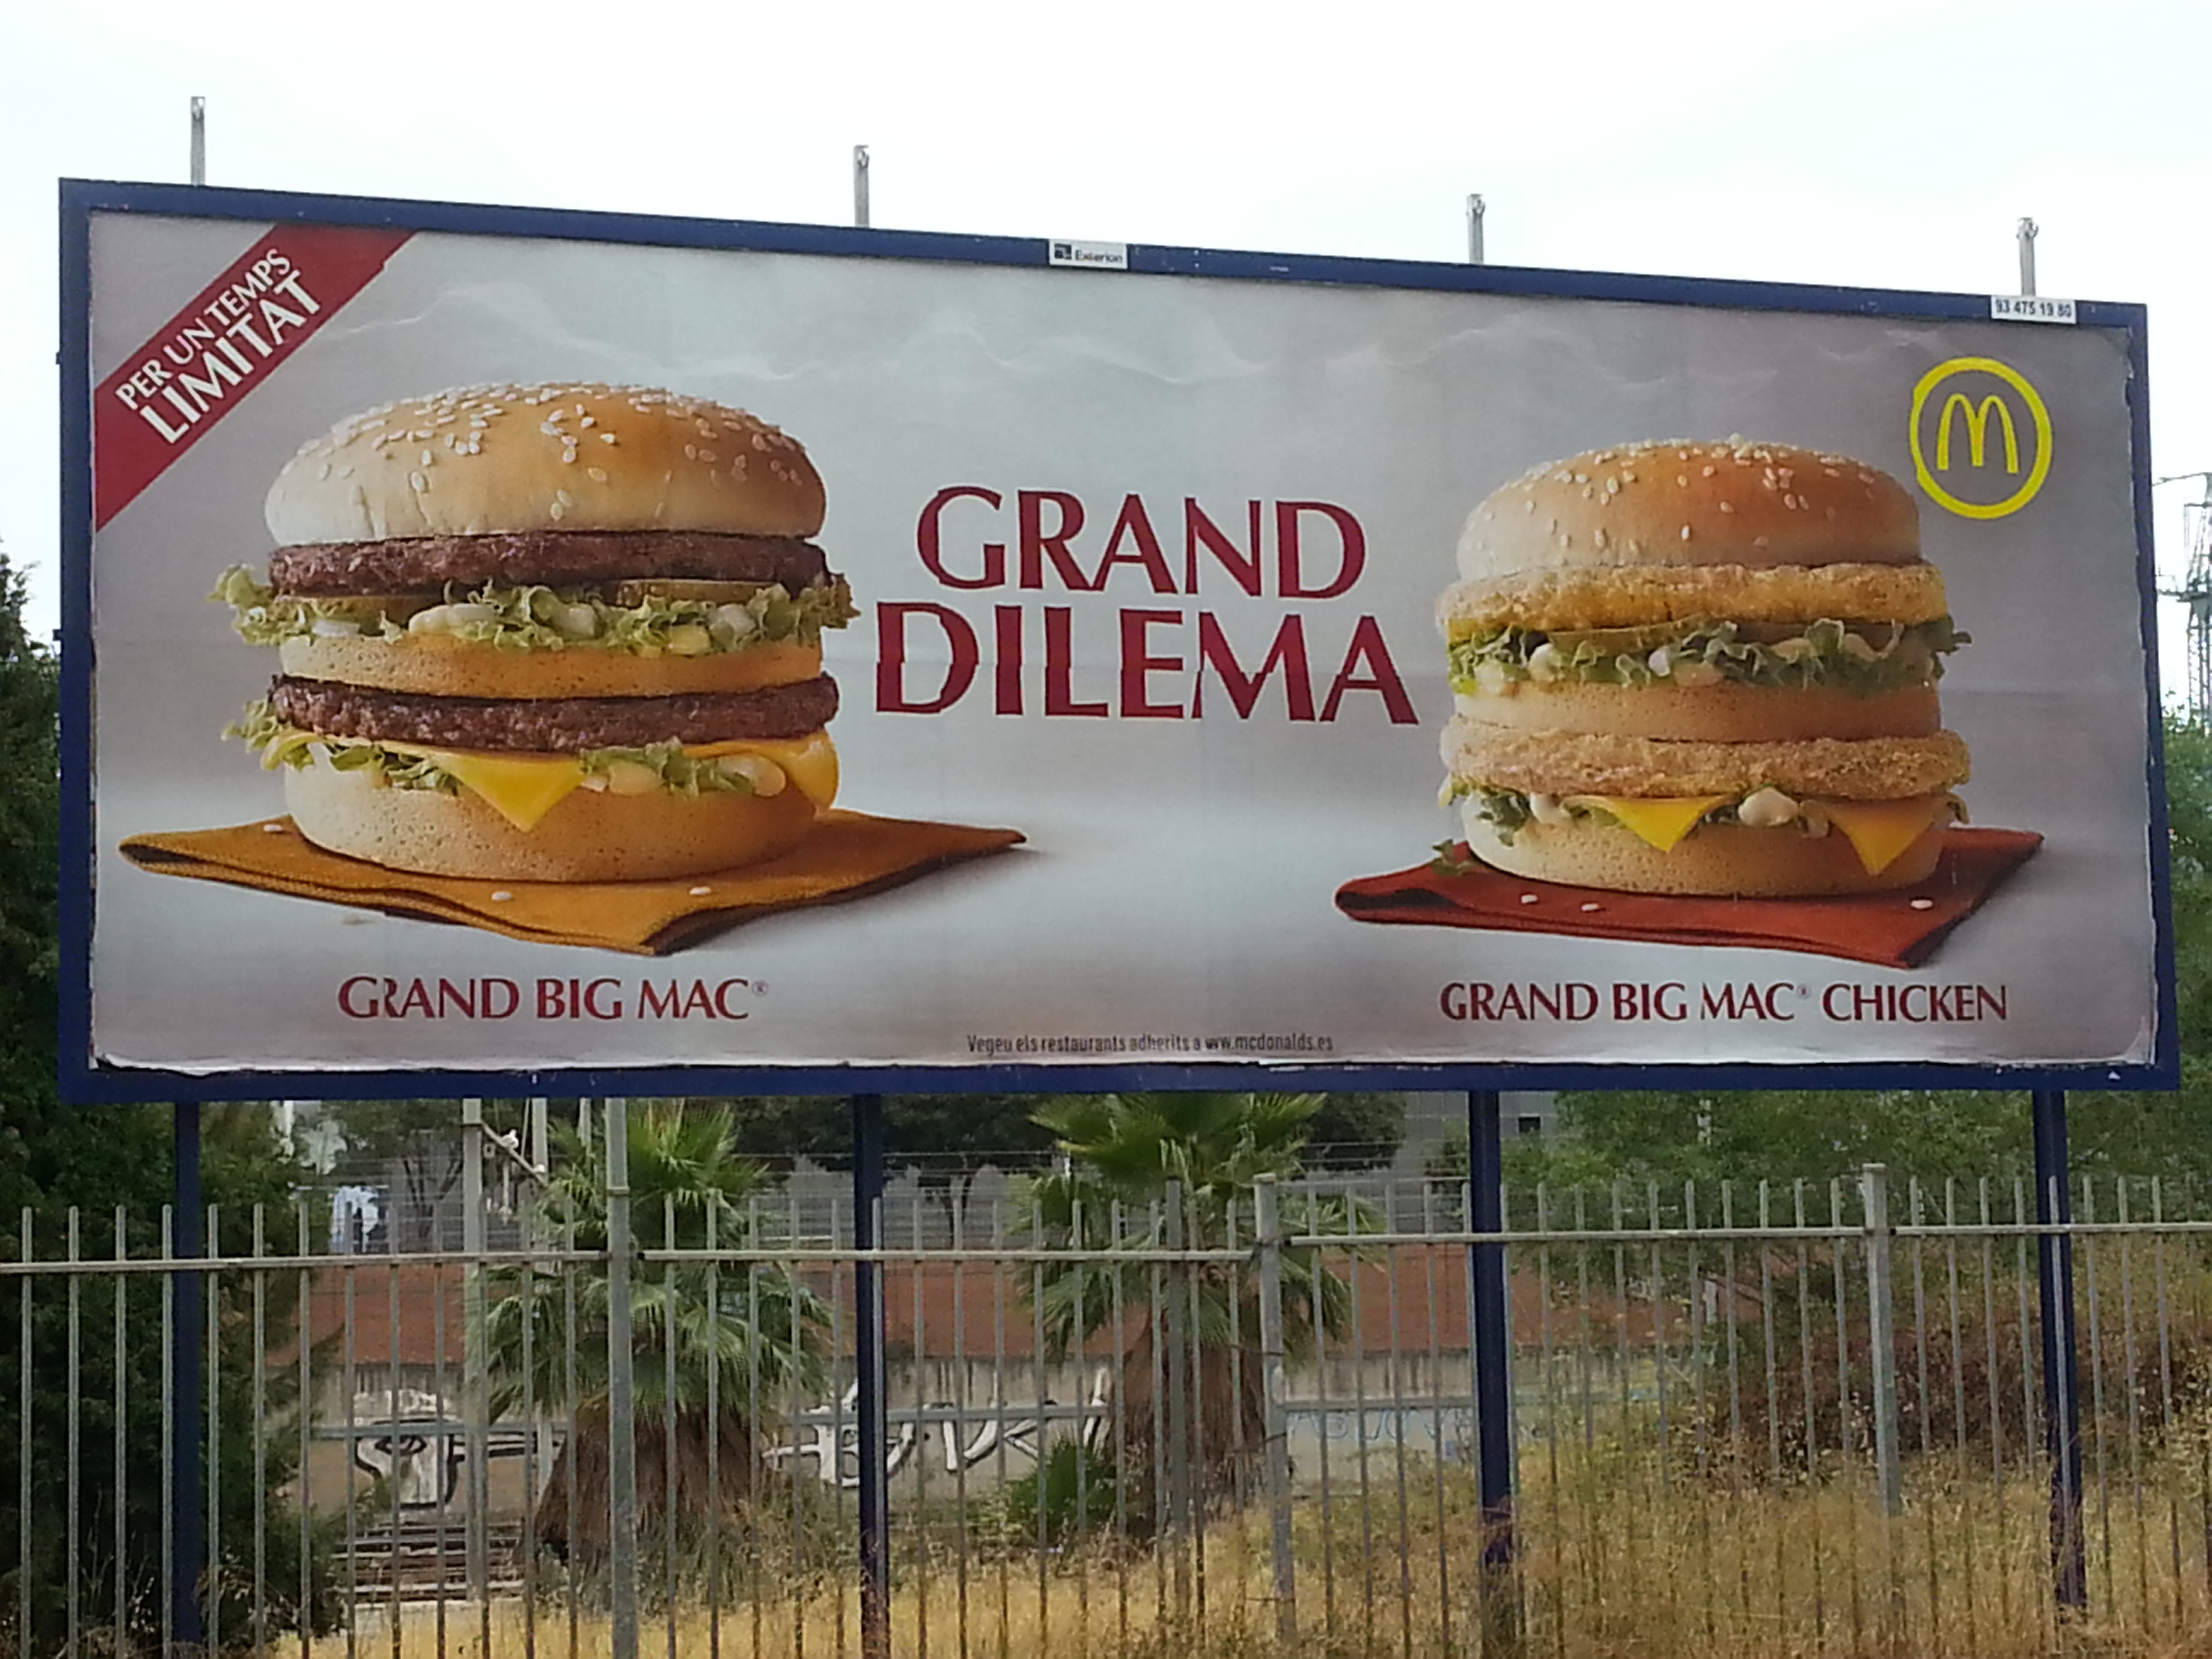 Exterion
93 475 19 80
PER UN TEMPS
LIMITAT
GRAND
DILEMA
GRAND BIG MAC®
GRAND BIG MAC® CHICKEN
Vegeu els restaurants adherits a www.mcdonalds.es